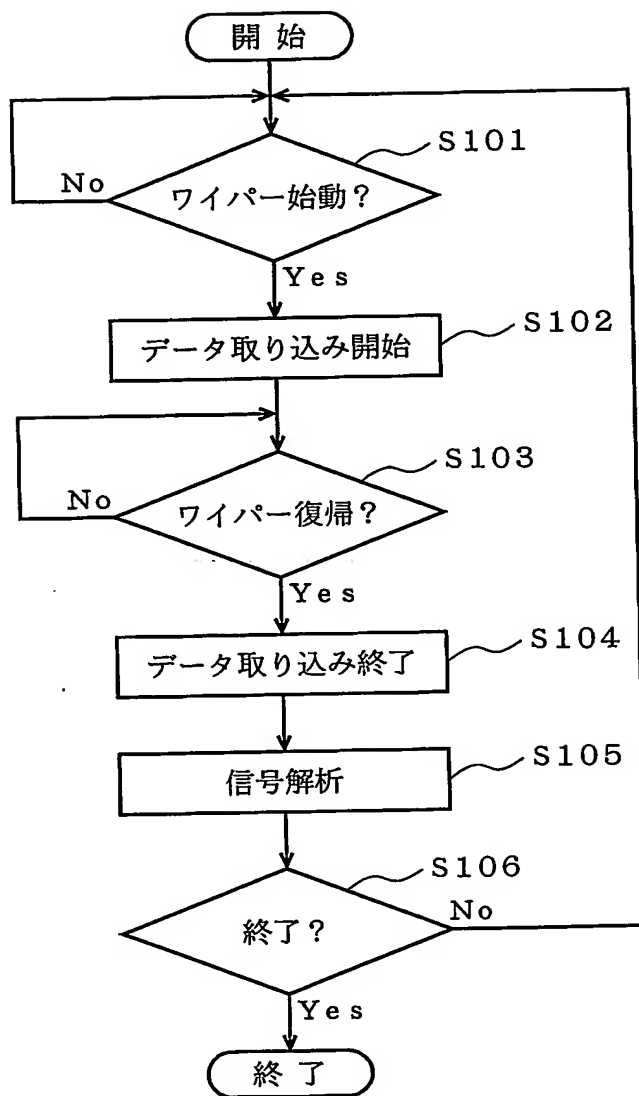 開始
S101
No
ワイパー始動?
Yes
データ取り込み開始
S102
S103
No
ワイパー復帰?
Yes
データ取り込み終了
S104
信号解析
S105
S106
終了?
No
Yes
終了